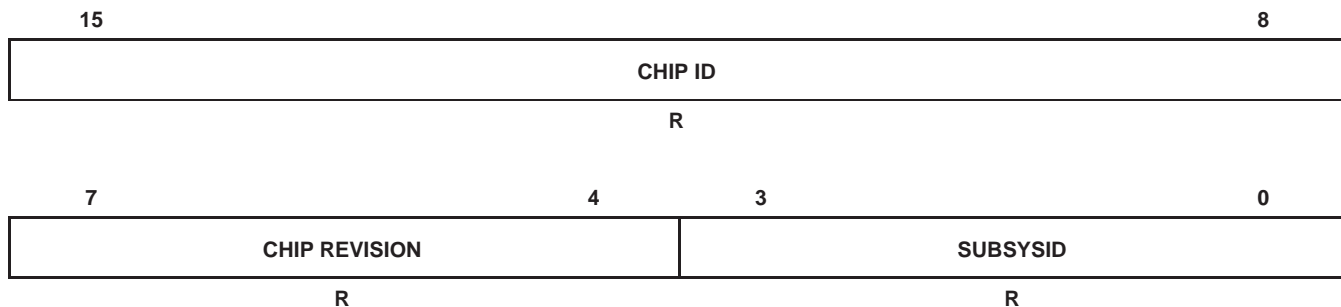 15 8
CHIP ID
R
7 4 3 0
CHIP REVISION SUBSYSID
R R